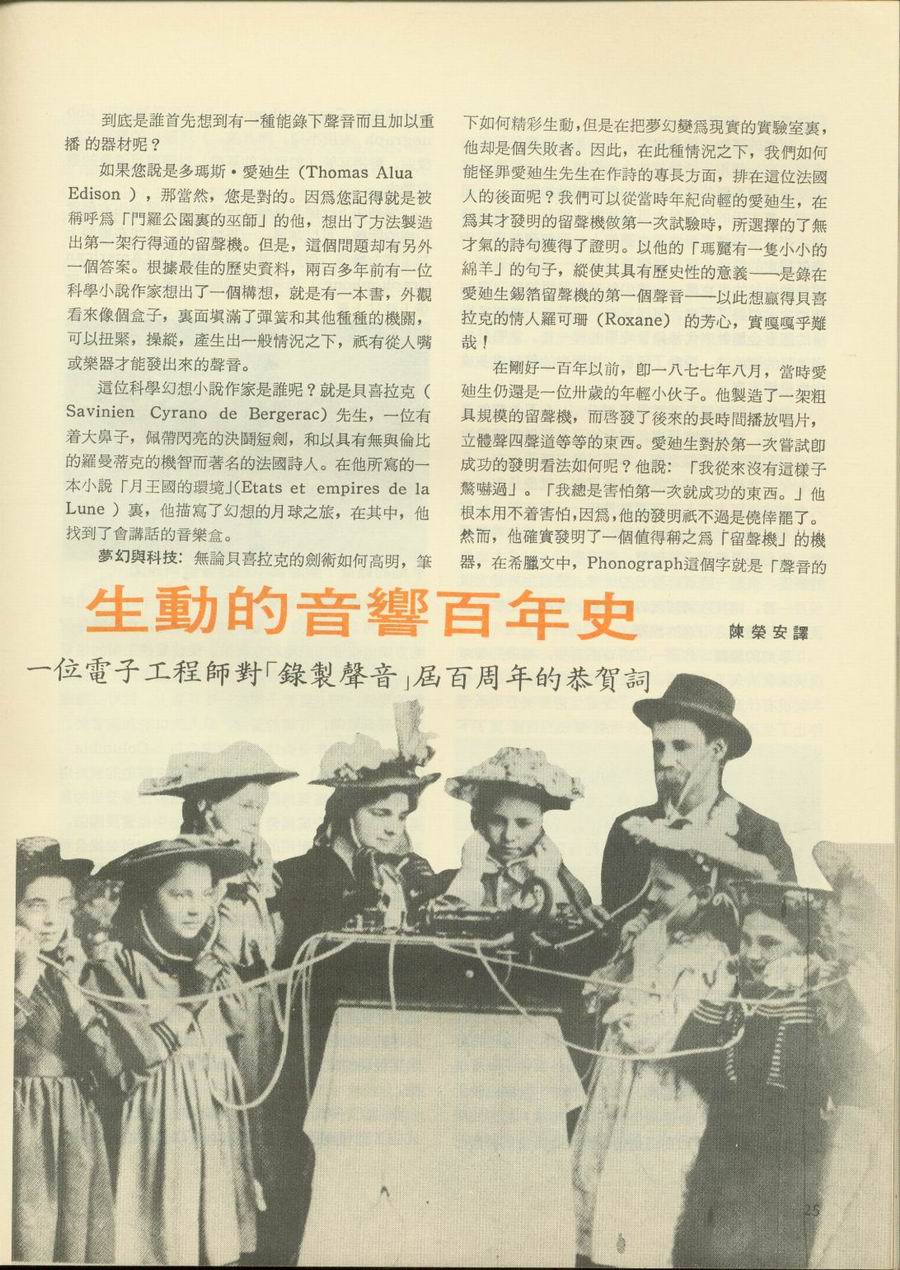 到底是誰首先想到有一種能錄下聲音而且加以重
播的器材呢？
如果您說是多瑪斯・愛廸生（Thomas Alua
Edison ），那當然，您是對的。因爲您記得就是被
稱呼爲「門羅公園裏的巫師」的他，想出了方法製造
出第一架行得通的留聲機。但是，這個問題却有另外
一個答案。根據最佳的歷史資料，兩百多年前有一位
科學小說作家想出了一個構想，就是有一本書，外觀
看來像個盒子，裏面塡滿了彈簧和其他種種的機關，
可以扭緊，操縱，產生出一般情況之下，祇有從人嘴
或樂器才能發出來的聲音。
這位科學幻想小說作家是誰呢？就是貝喜拉克（
Savinien Cyrano de Bergerac）先生，一位有
着大鼻子，佩帶閃亮的決鬪短劍，和以具有無與倫比
的羅曼蒂克的機智而著名的法國詩人。在他所寫的一
本小說「月王國的環境」(Etats et empires de la
Lune ）裏，他描寫了幻想的月球之旅，在其中，他
找到了會講話的音樂盒。
夢幻與科技：無論貝喜拉克的劍術如何高明，筆
下如何精彩生動，但是在把夢幻變爲現實的實驗室裏，
他却是個失敗者。因此，在此種情況之下，我們如何
能怪罪愛廸生先生在作詩的專長方面，排在這位法國
人的後面呢？我們可以從當時年紀尙輕的愛廸生，在
爲其才發明的留聲機做第一次試驗時，所選擇的了無
才氣的詩句獲得了證明。以他的「瑪麗有一隻小小的
綿羊」的句子，縱使其具有歷史性的意義——是錄在
愛廸生錫箔留聲機的第一個聲音——以此想贏得貝喜
拉克的情人羅可珊（Roxane） 的芳心，實嘎嘎乎難
哉！
在剛好一百年以前，卽一八七七年八月，當時愛
廸生仍還是一位卅歲的年輕小伙子。他製造了一架粗
具規模的留聲機，而啓發了後來的長時間播放唱片，
立體聲四聲道等等的東西。愛廸生對於第一次嘗試卽
成功的發明看法如何呢？他說：「我從來沒有這樣子
驚嚇過」。「我總是害怕第一次就成功的東西。」他
根本用不着害怕，因爲，他的發明祇不過是僥倖罷了。
然而，他確實發明了一個值得稱之爲「留聲機」的機
器，在希臘文中，Phonograph這個字就是「聲音的
生動的音響百年史
陳榮安譯
一位電子工程師對「錄製聲音」屆百周年的恭賀詞
25